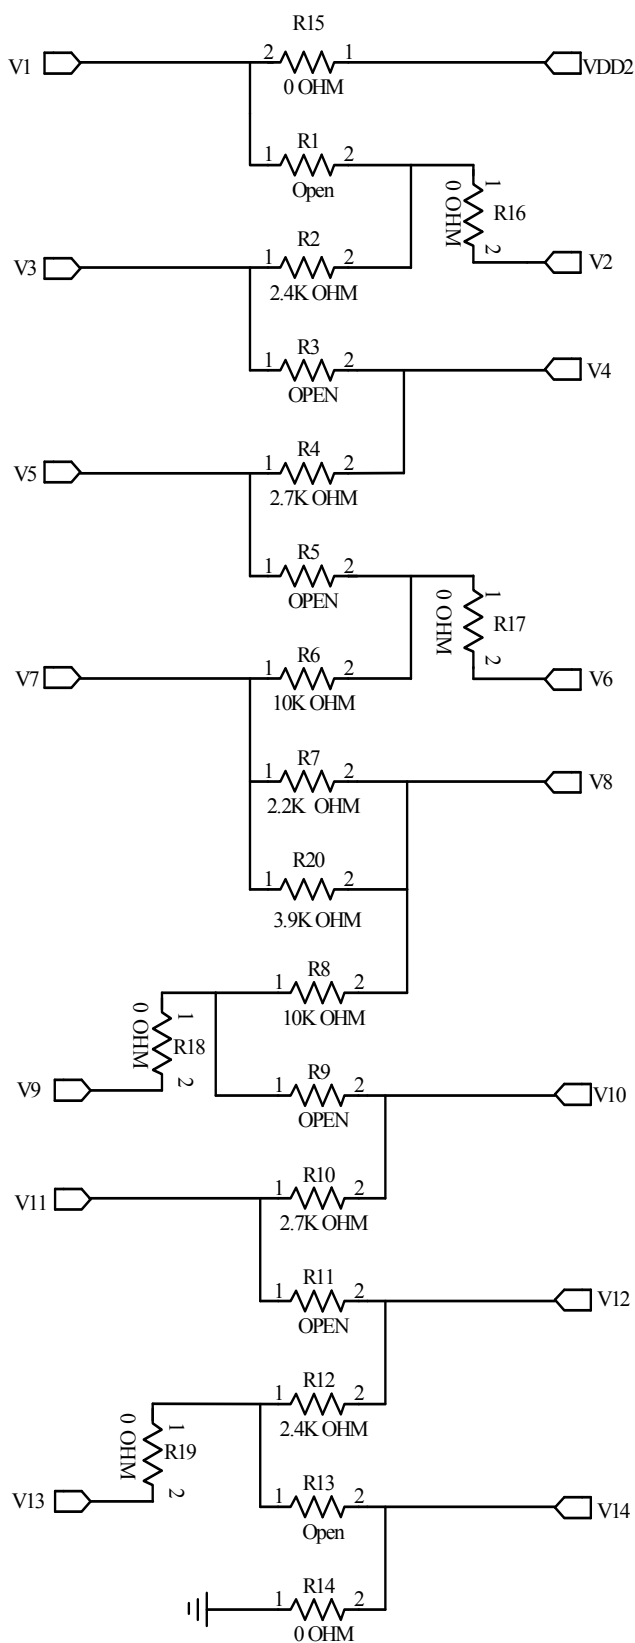 R15
V1 2 1 VDD2
0 OHM
R1
1 2
Open
1
0 OHM
R16
2
R2
V3 1 2 V2
2.4K OHM
R3
1 2 V4
OPEN
R4
V5 1 2
2.7K OHM
R5
1 2
OPEN
1
0 OHM
R17
2
R6
V7 1 2 V6
10K OHM
R7
1 2 V8
2.2K OHM
R20
1 2
3.9K OHM
R8
1 2
10K OHM
1
0 OHM
R18
2
V9
R9
1 2 V10
OPEN
R10
V11 1 2
2.7K OHM
R11
1 2 V12
OPEN
R12
1 2
2.4K OHM
1
0 OHM
R19
2
V13
R13
1 2 V14
Open
R14
1 2
0 OHM